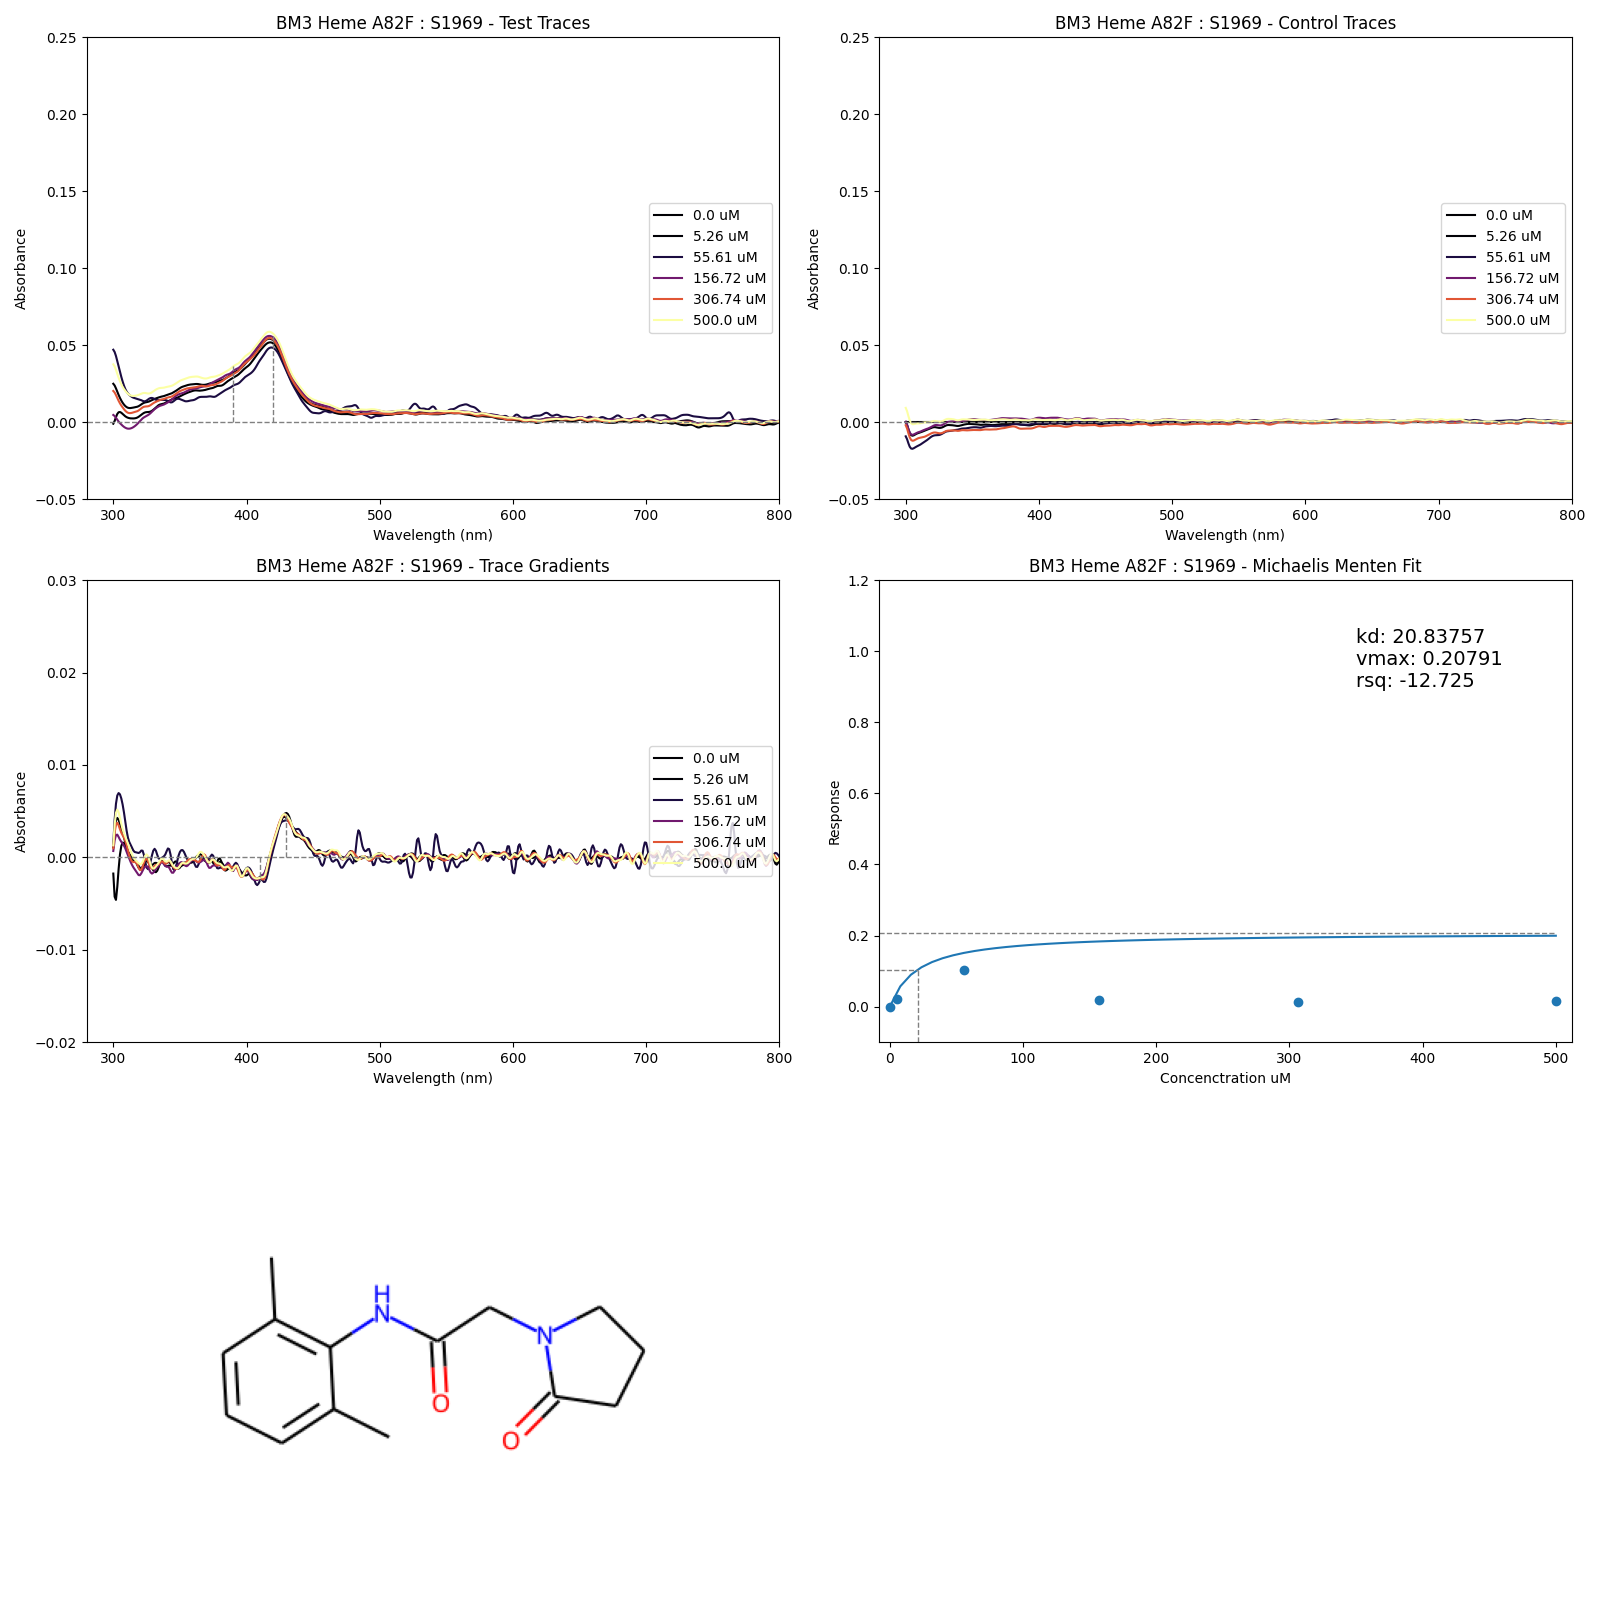 BM3 Heme A82F : S1969 - Test Traces
0.25
0.20
0.15
0.10
0.05
0.00
−0.05
Absorbance
300 400 500 600 700 800
Wavelength (nm)
0.0 uM
5.26 uM
55.61 uM
156.72 uM
306.74 uM
500.0 uM
BM3 Heme A82F : S1969 - Control Traces
0.25
0.20
0.15
0.10
0.05
0.00
−0.05
Absorbance
300 400 500 600 700 800
Wavelength (nm)
0.0 uM
5.26 uM
55.61 uM
156.72 uM
306.74 uM
500.0 uM
BM3 Heme A82F : S1969 - Trace Gradients
0.03
0.02
0.01
0.00
−0.01
−0.02
Absorbance
300 400 500 600 700 800
Wavelength (nm)
0.0 uM
5.26 uM
55.61 uM
156.72 uM
306.74 uM
500.0 uM
BM3 Heme A82F : S1969 - Michaelis Menten Fit
1.2
1.0
0.8
0.6
0.4
0.2
0.0
Response
0 100 200 300 400 500
Concenctration uM
kd: 20.83757
vmax: 0.20791
rsq: -12.725
H
N
N
O
O